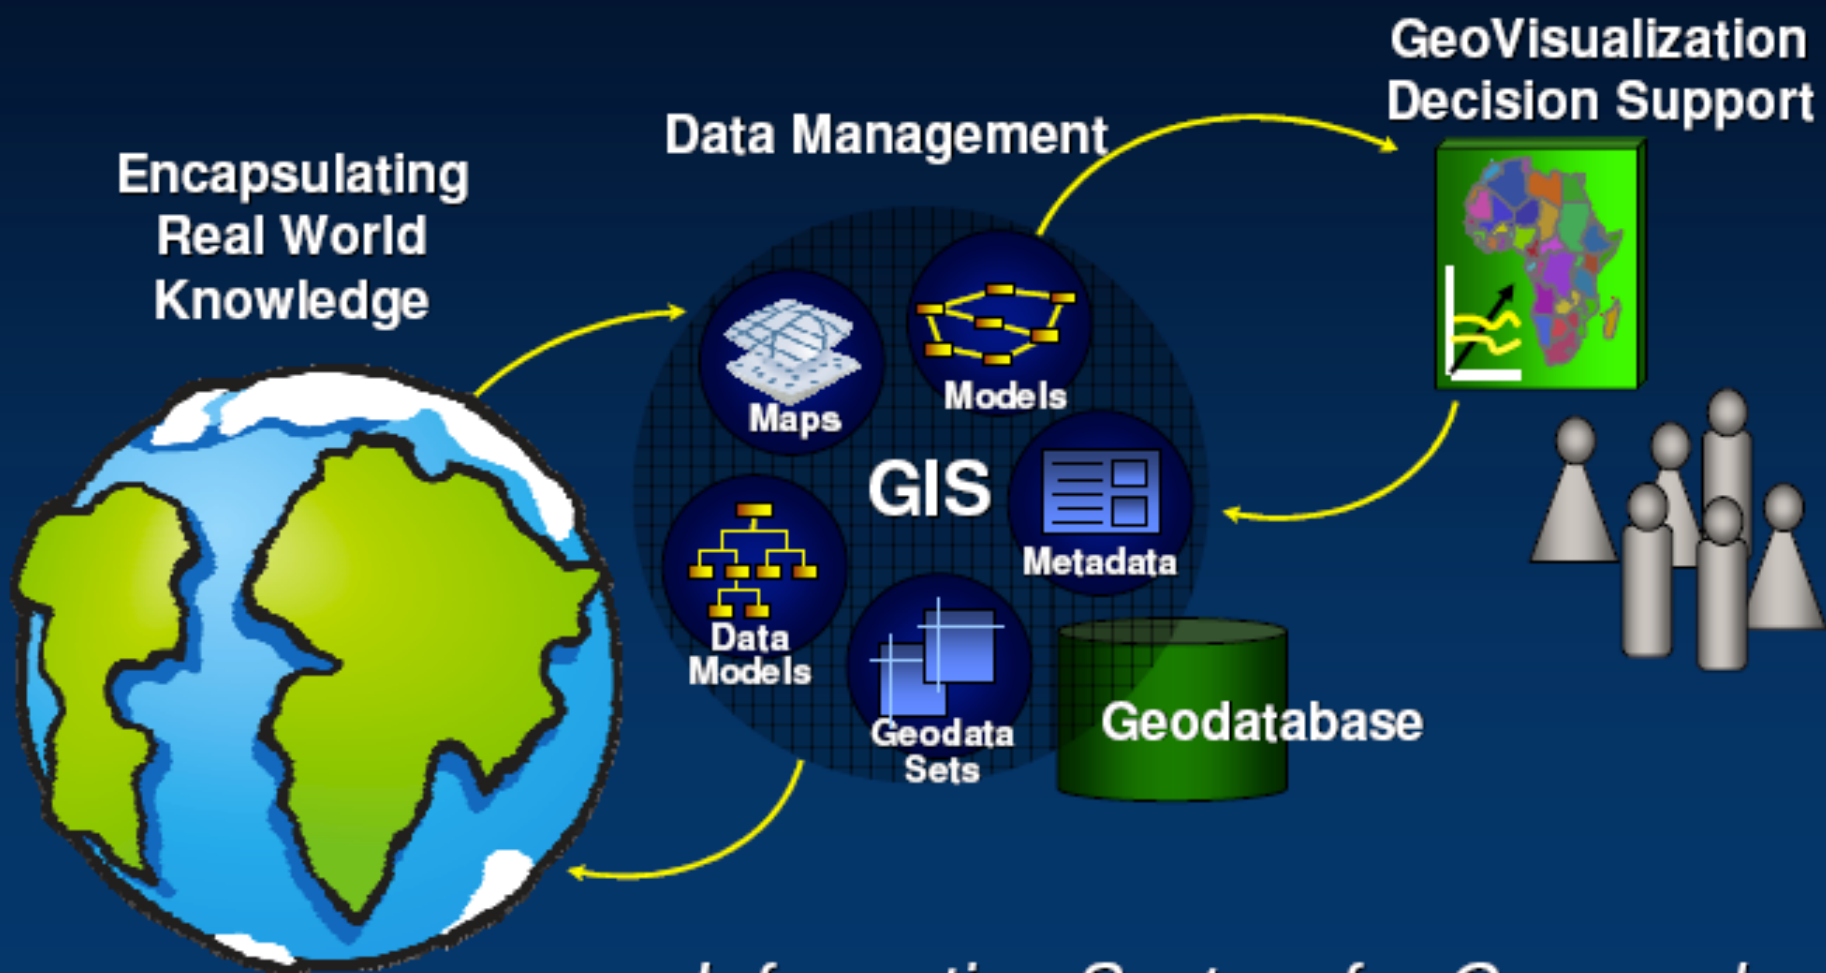 GeoVisualization
Decision Support
Data Management
Encapsulating
Real World
Knowledge
Maps
Models
GIS
Metadata
Data
Models
Geodata
Sets
Geodatabase